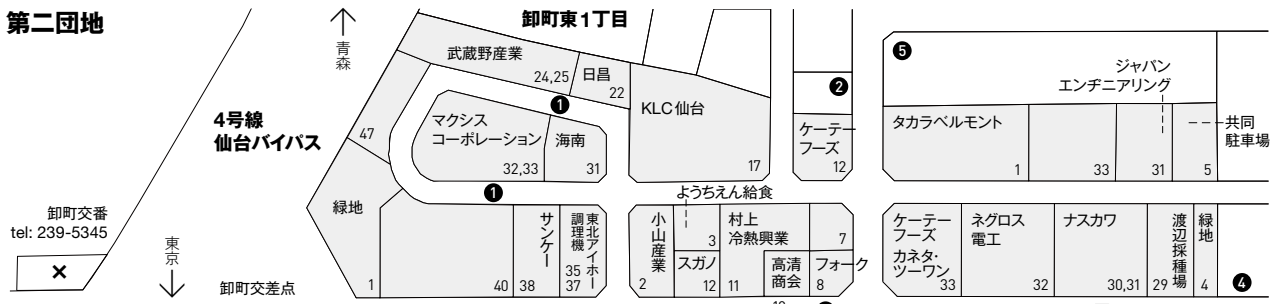 第二団地
青森
卸町東1丁目
4号線
仙台バイパス
卸町交番
tel: 239-5345
×
東京
卸町交差点
武蔵野産業
24,25
日昌
22
47
❶
マクシス
コーポレーション
32,33
海南
31
KLC仙台
17
❶
緑地
1
40
サンケー
38
東北アイホー
調理機
35
37
❷
ケーテー
フーズ
12
ようちえん給食
3
小山産業
2
スガノ
12
村上
冷熱興業
11
7
高清
商会
フォーク
8
❺
ジャパン
エンヂニアリング
タカラベルモント
1
33
31
5
共同
駐車場
ケーテー
フーズ
カネタ・
ツーワン
33
ネグロス
電工
32
ナスカワ
30,31
渡辺採種場
29
緑地
4
❹